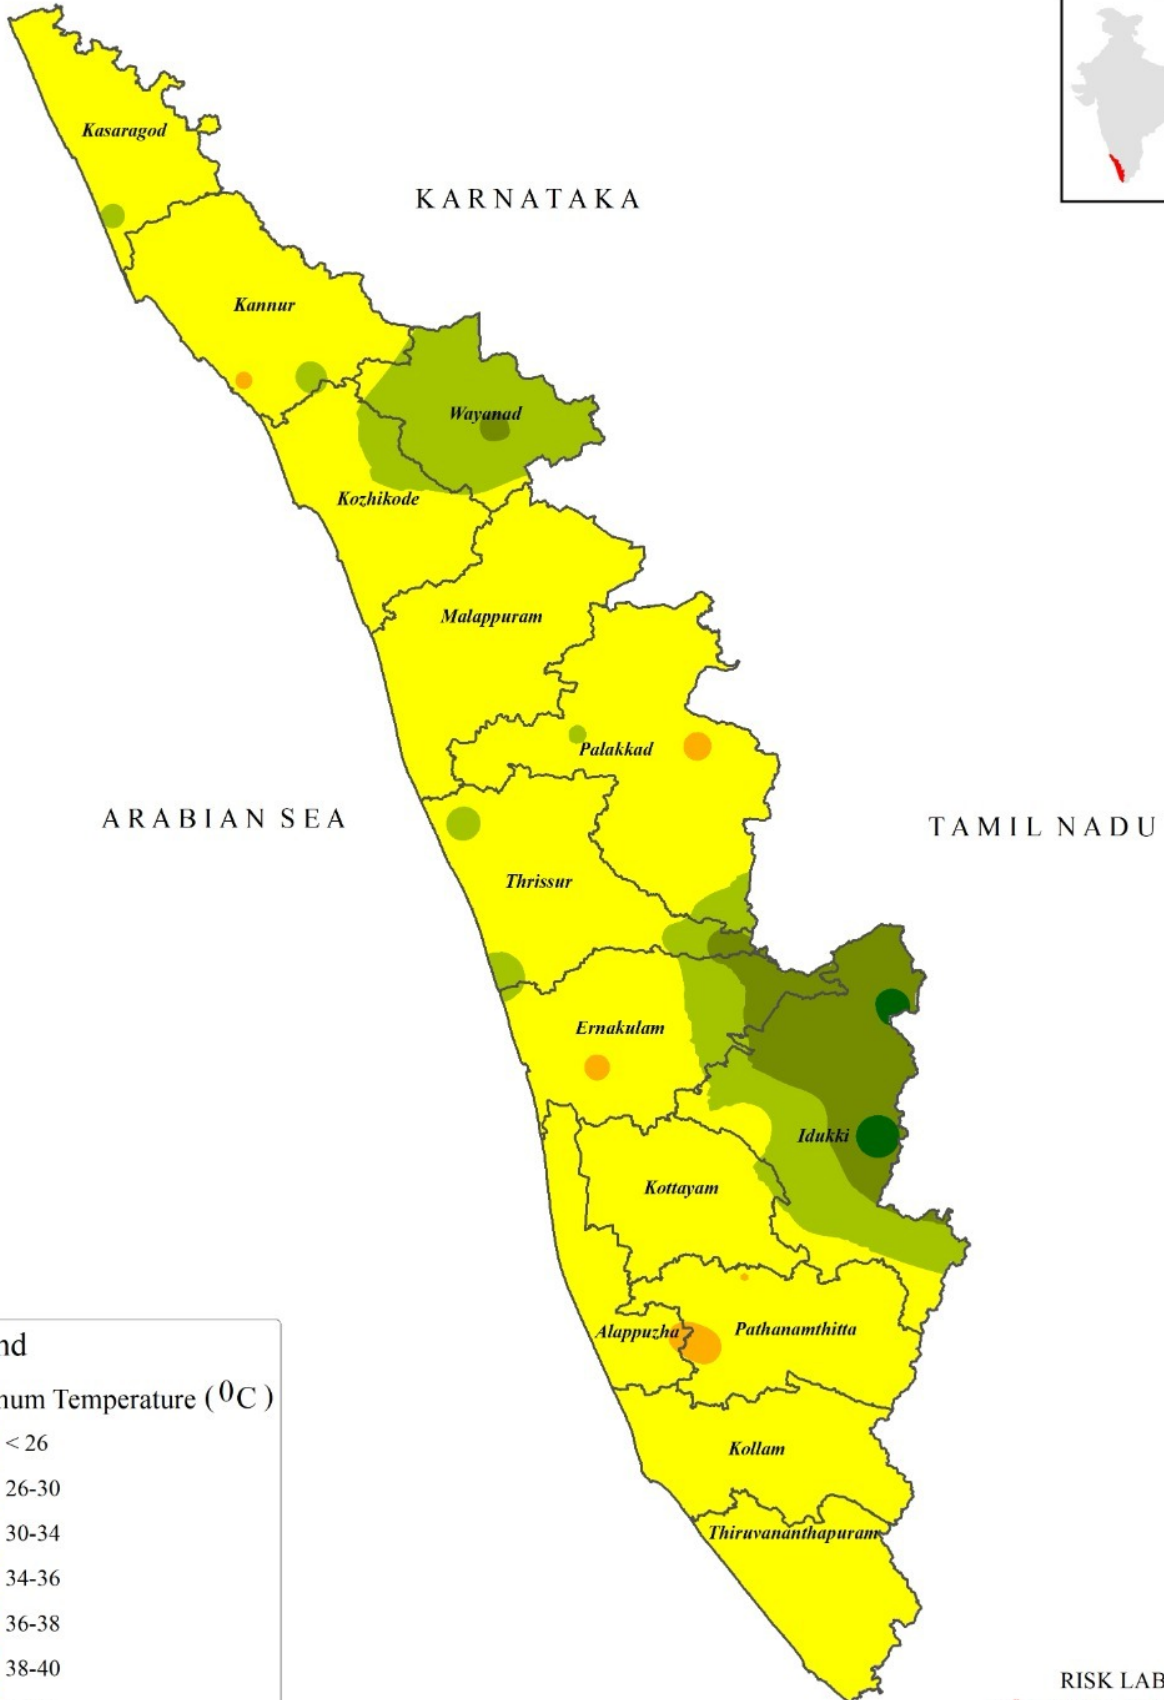 Kasaragod
KARNATAKA
Kannur
Wayanad
Kozhikode
Malappuram
Palakkad
ARABIAN SEA
TAMIL NADU
Thrissur
Ernakulam
Idukki
Kottayam
Alappuzha
Pathanamthitta
Kollam
Thiruvananthapuram
nd
num Temperature (⁰C)
< 26
26-30
30-34
34-36
36-38
38-40
RISK LAB